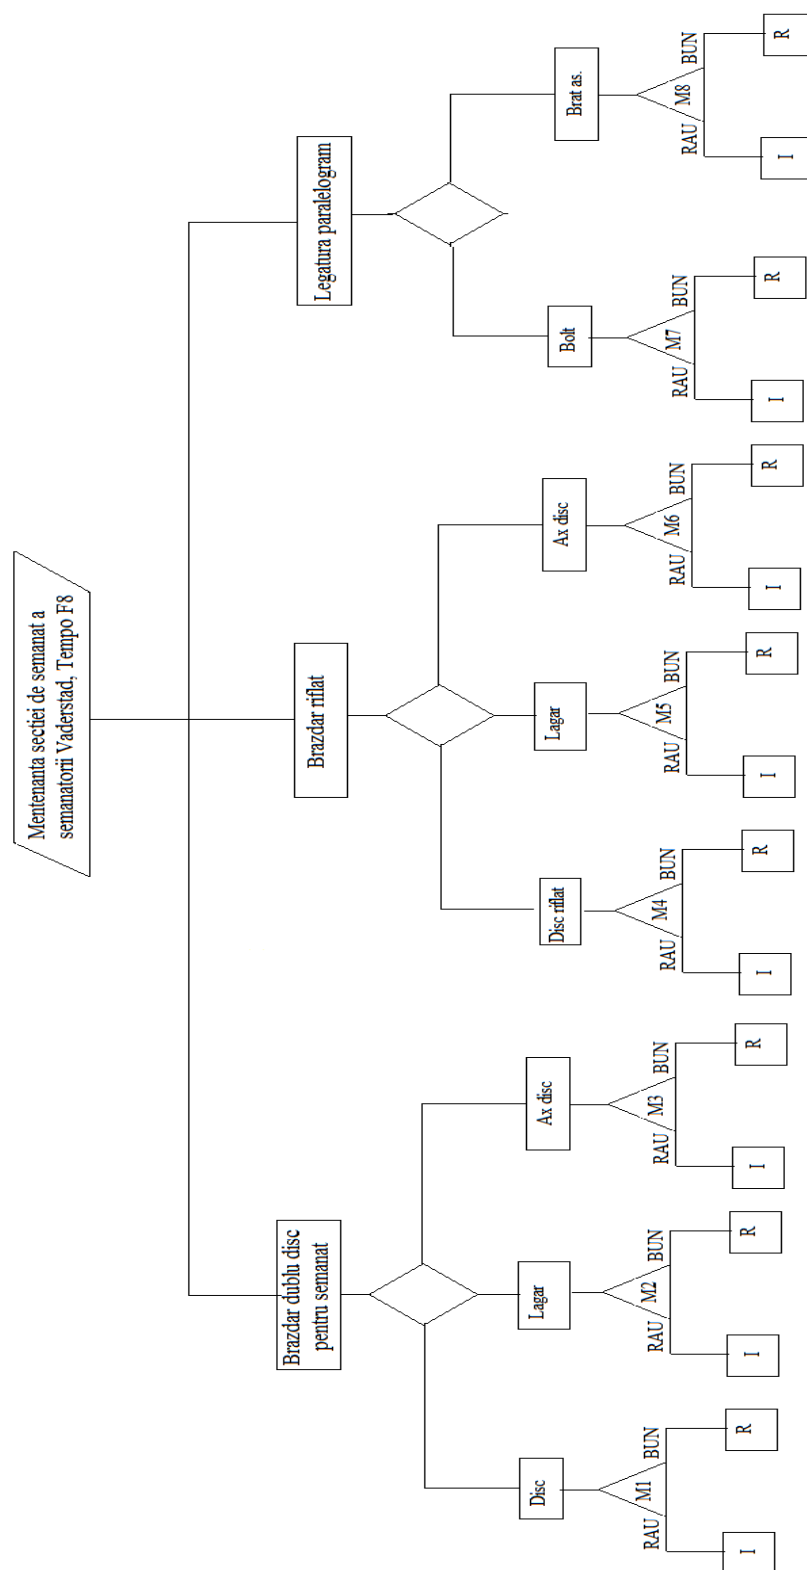 Mentenanta sectiei de semanat a
semanatorii Vaderstad, Tempo F8
Brazdar dublu disc
pentru semanat
Brazdar riflat
Legatura paralelogram
Disc
Lagar
Ax disc
Disc riflat
Lagar
Ax disc
Bolt
Brat as.
RAU M1 BUN
RAU M2 BUN
RAU M3 BUN
RAU M4 BUN
RAU M5 BUN
RAU M6 BUN
RAU M7 BUN
RAU M8 BUN
I R
I R
I R
I R
I R
I R
I R
I R